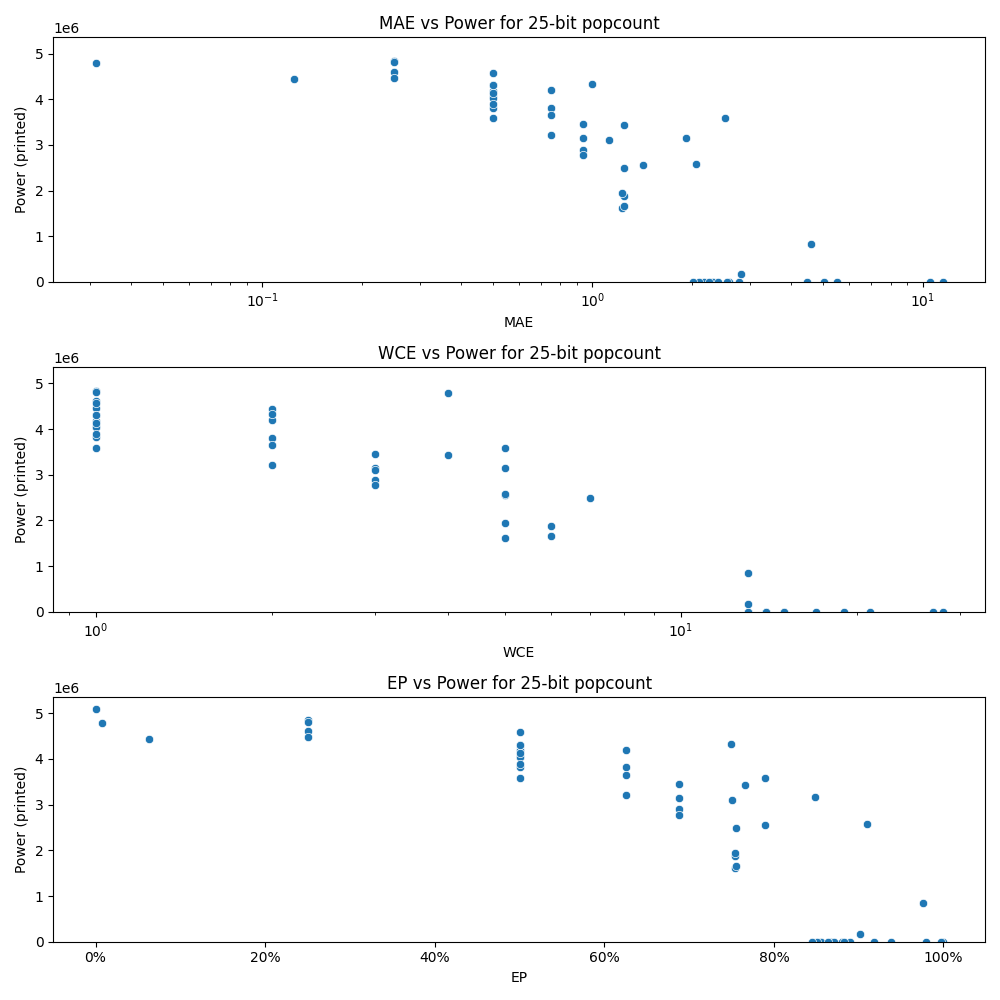 MAE vs Power for 25-bit popcount
1e6
5
4
3
2
1
0
Power (printed)
10⁻¹
10⁰
10¹
MAE
WCE vs Power for 25-bit popcount
1e6
5
4
3
2
1
0
Power (printed)
10⁰
10¹
WCE
EP vs Power for 25-bit popcount
1e6
5
4
3
2
1
0
Power (printed)
0%
20%
40%
60%
80%
100%
EP